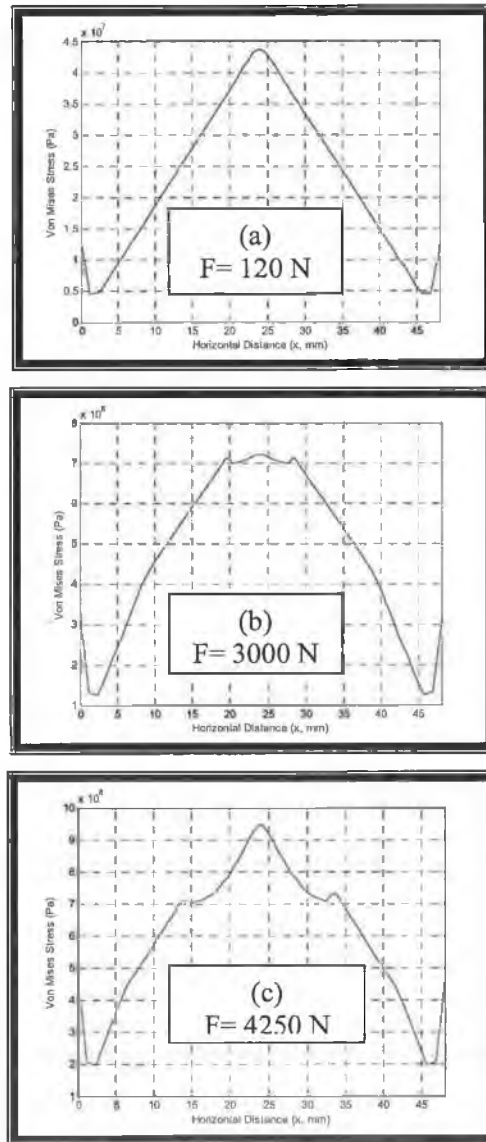 x 10^7
4.5
4
3.5
3
2.5
2
1.5
1
0.5
0
Von Mises Stress (Pa)
(a)
F= 120 N
0 5 10 15 20 25 30 35 40 45
Horizontal Distance (x, mm)
x 10^8
8
7
6
5
4
3
2
1
Von Mises Stress (Pa)
(b)
F= 3000 N
0 5 10 15 20 25 30 35 40 45
Horizontal Distance (x, mm)
x 10^8
10
9
8
7
6
5
4
3
2
1
Von Mises Stress (Pa)
(c)
F= 4250 N
0 5 10 15 20 25 30 35 40 45
Horizontal Distance (x, mm)